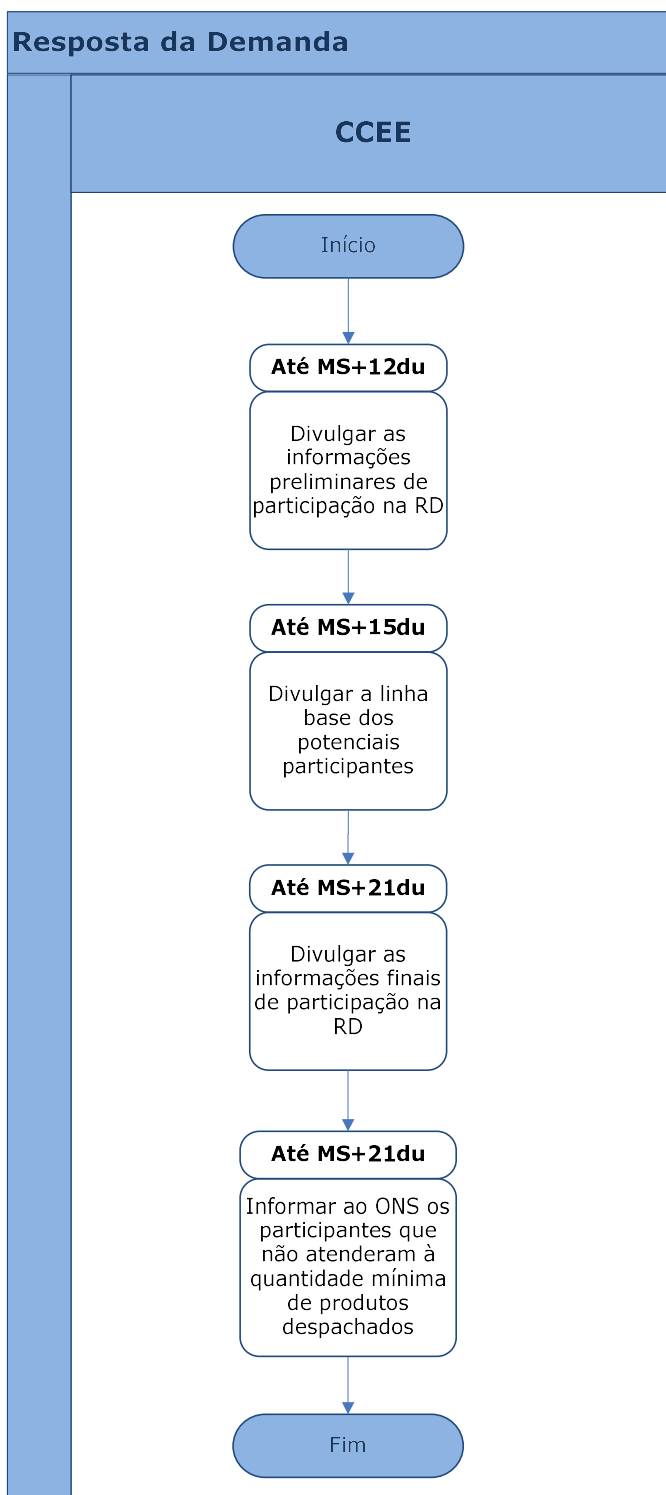 Resposta da Demanda
CCEE
Início
Até MS+12du
Divulgar as
informações
preliminares de
participação na RD
Até MS+15du
Divulgar a linha
base dos
potenciais
participantes
Até MS+21du
Divulgar as
informações finais
de participação na
RD
Até MS+21du
Informar ao ONS os
participantes que
não atenderam à
quantidade mínima
de produtos
despachados
Fim